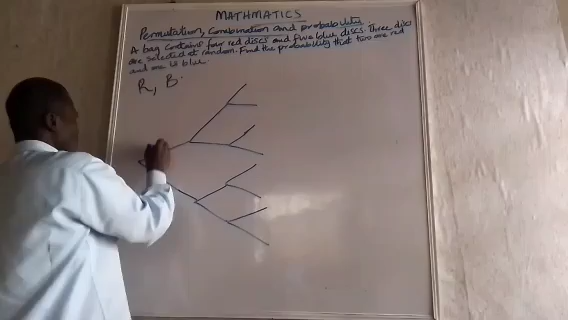 MATHMATICS
Permutation, Combination and probability
A bag contains four red discs and five blue discs. Three discs
are selected at random. Find the probability that two are red
and one is blue.
R, B.